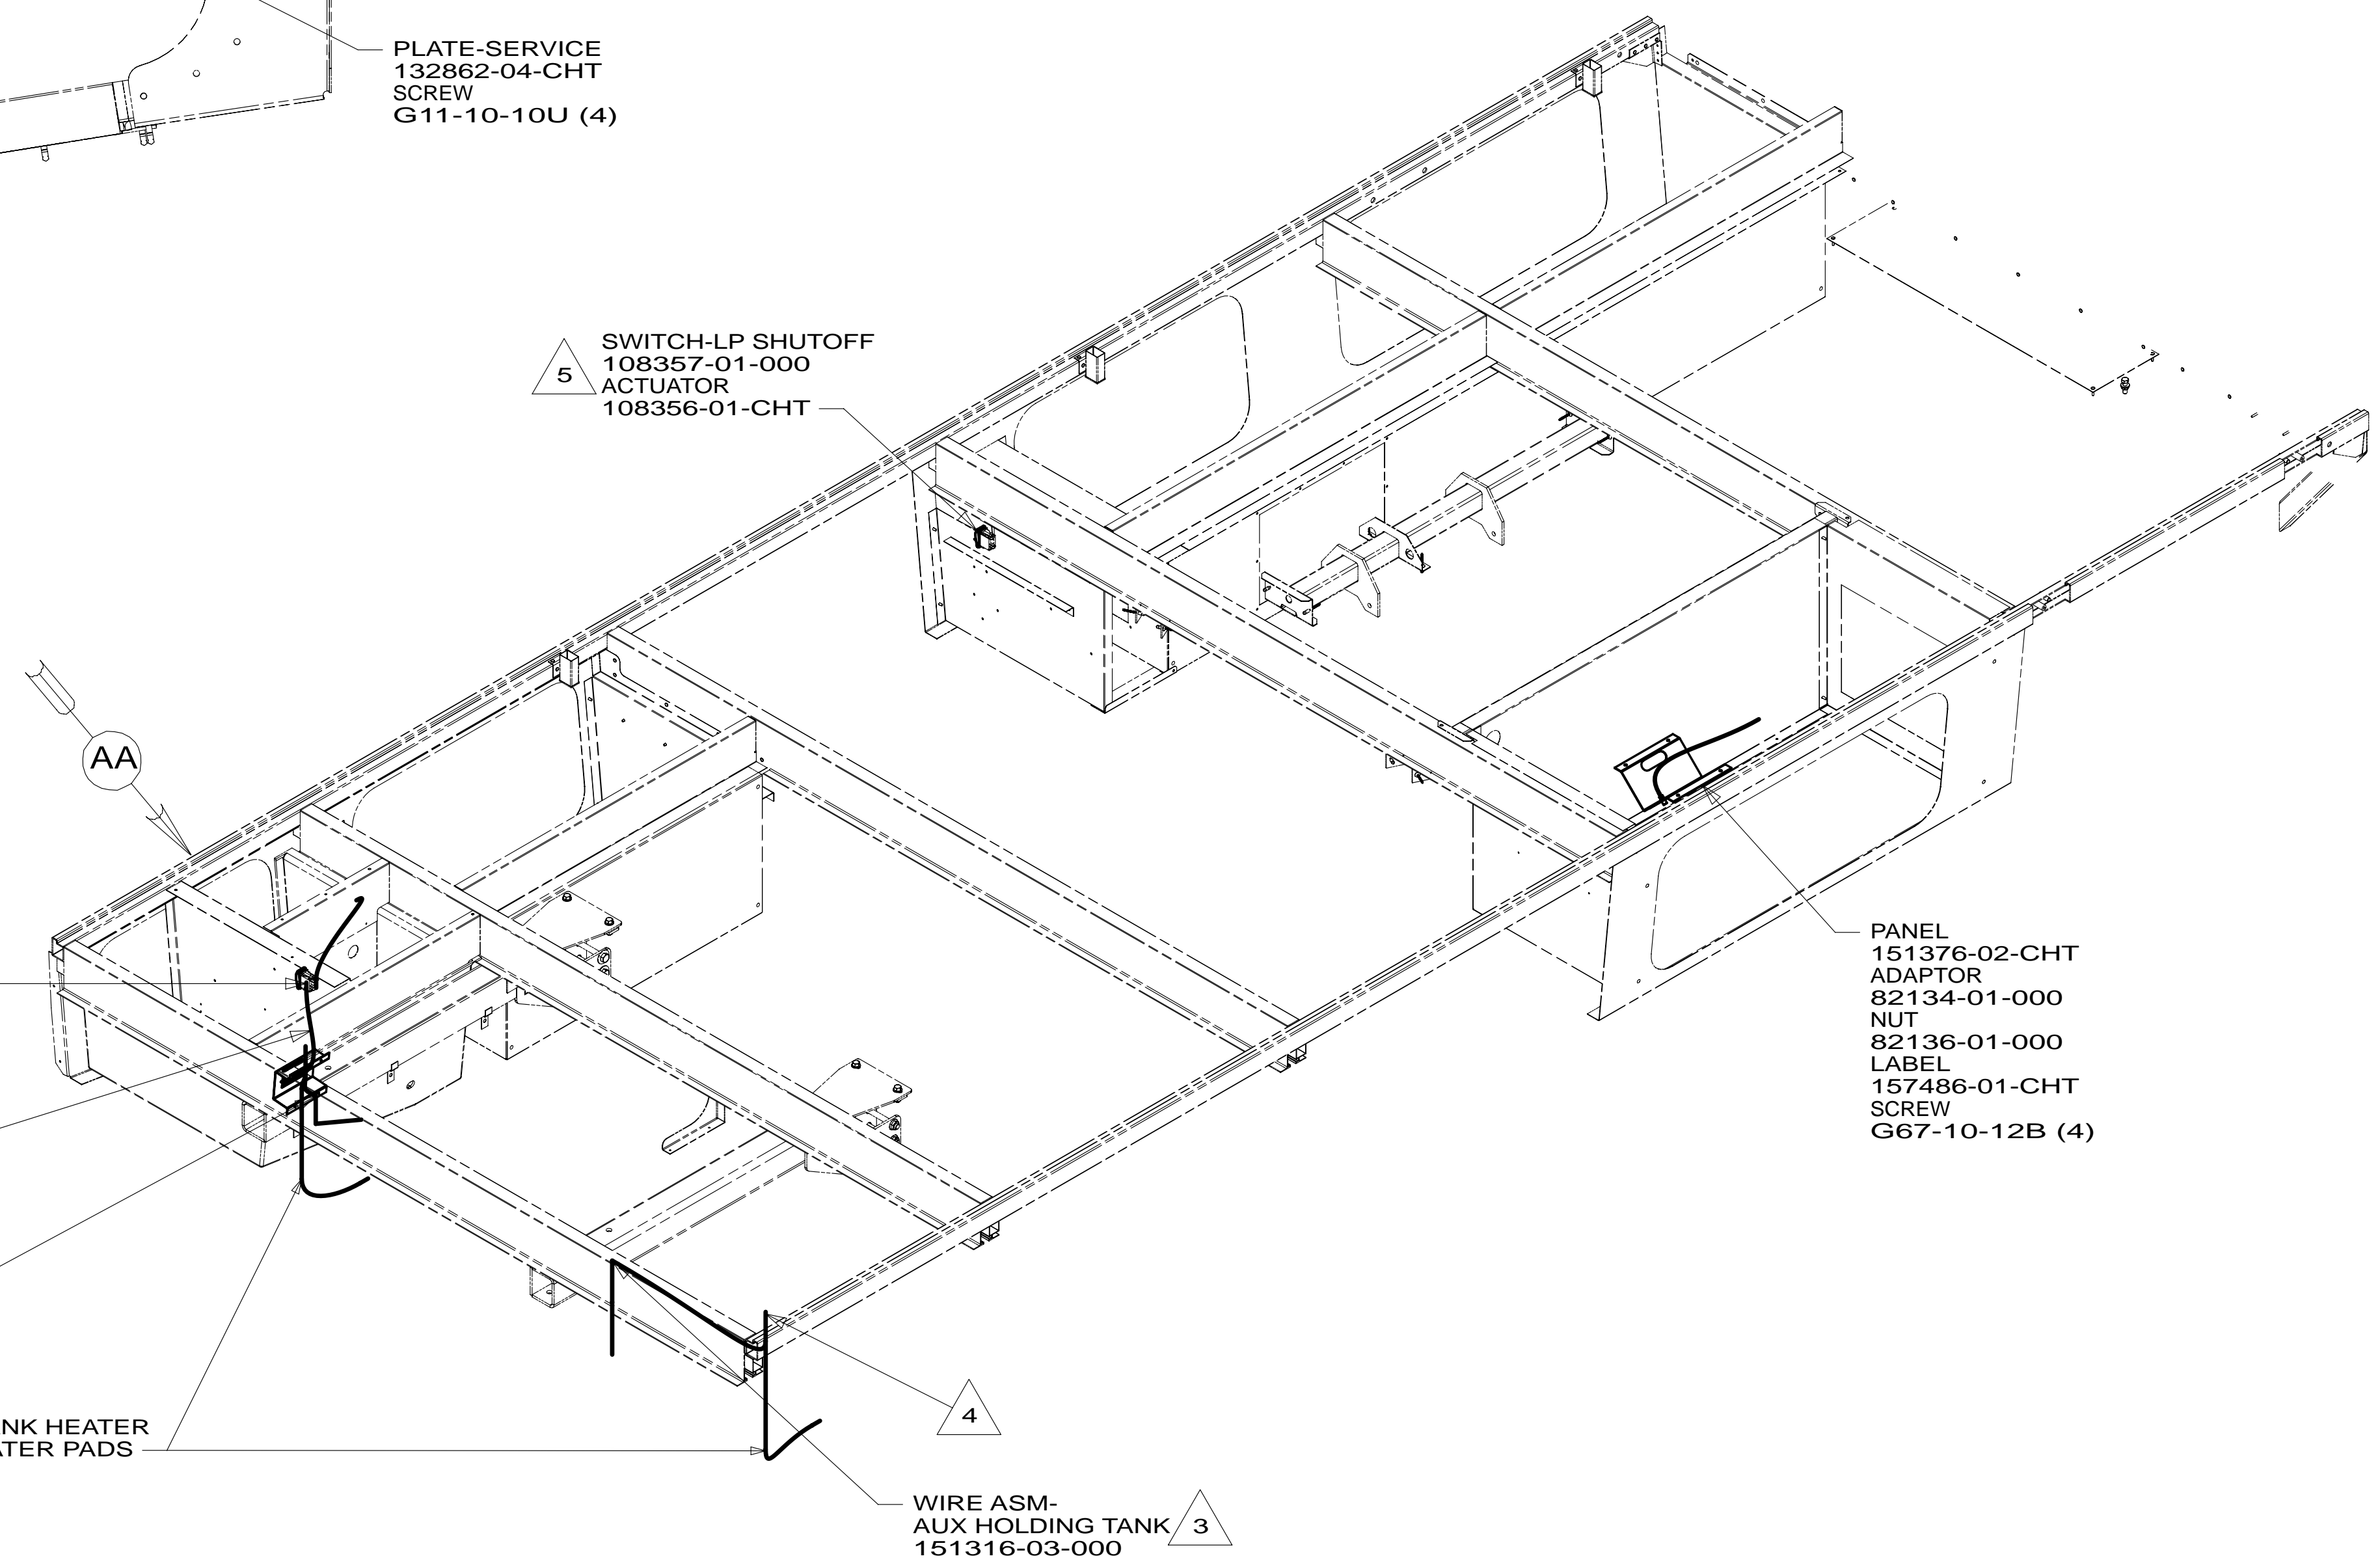 PLATE-SERVICE
132862-04-CHT
SCREW
G11-10-10U (4)
5
SWITCH-LP SHUTOFF
108357-01-000
ACTUATOR
108356-01-CHT
AA
PANEL
151376-02-CHT
ADAPTOR
82134-01-000
NUT
82136-01-000
LABEL
157486-01-CHT
SCREW
G67-10-12B (4)
4
HEATER
PADS
WIRE ASM-
AUX HOLDING TANK
3
151316-03-000